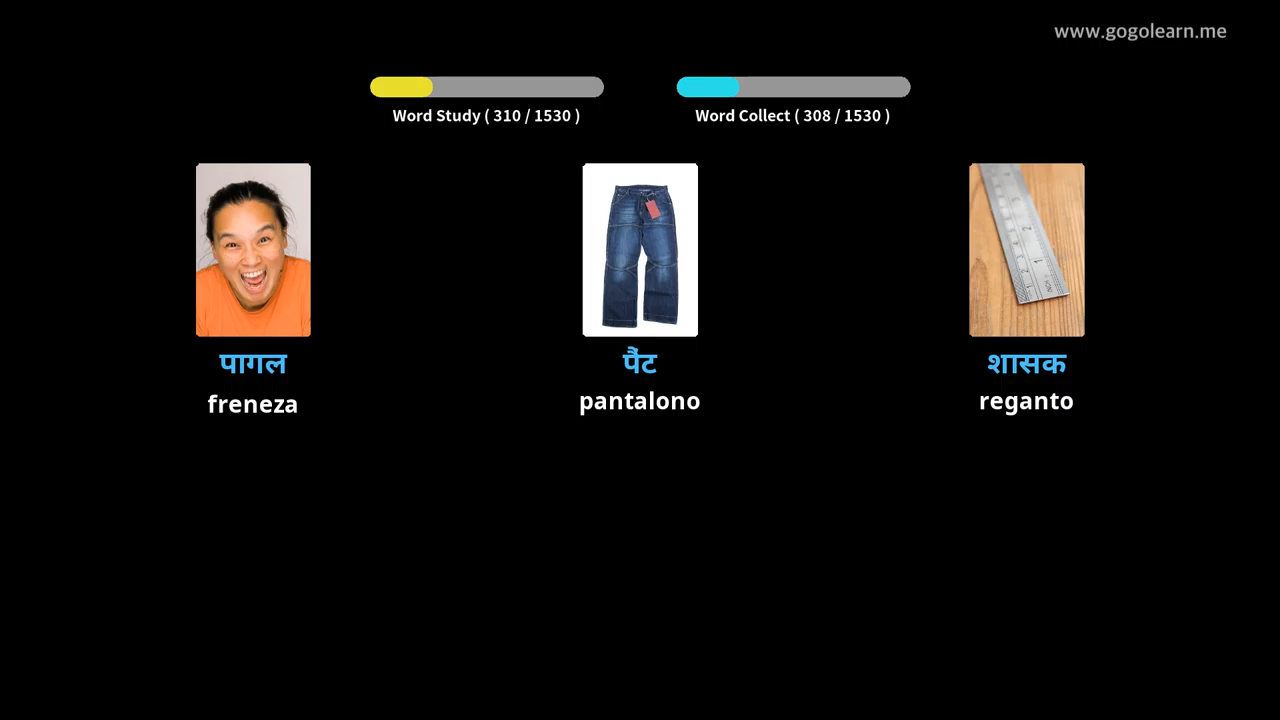 www.gogolearn.me
Word Study ( 310 / 1530 )
Word Collect ( 308 / 1530 )
पागल
पैंट
शासक
freneza
pantalono
reganto